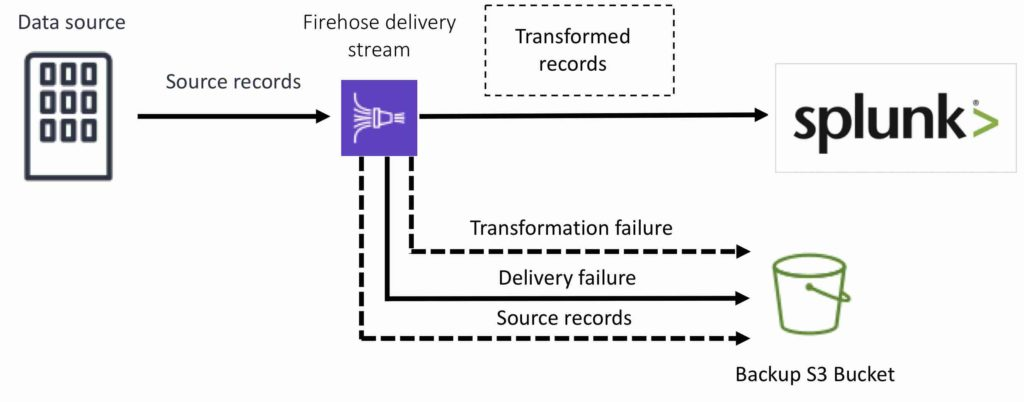 Data source
Firehose delivery
stream
Transformed
records
Source records
splunk®>
Transformation failure
Delivery failure
Source records
Backup S3 Bucket